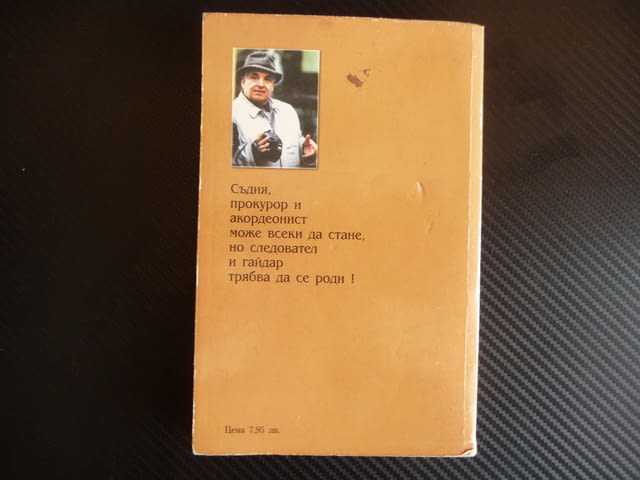 Съдия,
прокурор и
акордеонист
може всеки да стане,
но следовател
и гайдар
трябва да се роди !
Цена 7,95 лв.